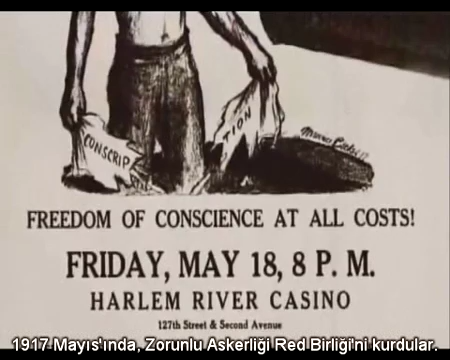 CONSCRIP
TION
FREEDOM OF CONSCIENCE AT ALL COSTS!
FRIDAY, MAY 18, 8 P. M.
HARLEM RIVER CASINO
127th Street & Second Avenue
1917 Mayıs'ında, Zorunlu Askerliği Red Birliği'ni kurdular.